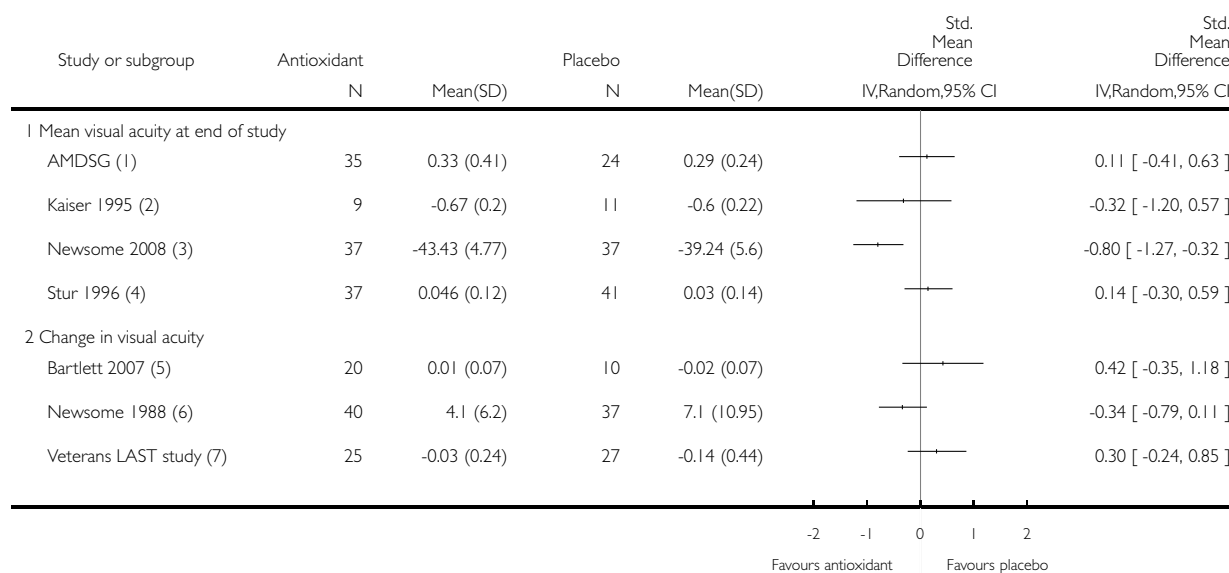 Std. Std.
Mean Mean
Study or subgroup Antioxidant Placebo Difference Difference
N Mean(SD) N Mean(SD) IV,Random,95% CI IV,Random,95% CI
1 Mean visual acuity at end of study
AMDSG (1) 35 0.33 (0.41) 24 0.29 (0.24) 0.11 [ -0.41, 0.63 ]
Kaiser 1995 (2) 9 -0.67 (0.2) 11 -0.6 (0.22) -0.32 [ -1.20, 0.57 ]
Newsome 2008 (3) 37 -43.43 (4.77) 37 -39.24 (5.6) -0.80 [ -1.27, -0.32 ]
Stur 1996 (4) 37 0.046 (0.12) 41 0.03 (0.14) 0.14 [ -0.30, 0.59 ]
2 Change in visual acuity
Bartlett 2007 (5) 20 0.01 (0.07) 10 -0.02 (0.07) 0.42 [ -0.35, 1.18 ]
Newsome 1988 (6) 40 4.1 (6.2) 37 7.1 (10.95) -0.34 [ -0.79, 0.11 ]
Veterans LAST study (7) 25 -0.03 (0.24) 27 -0.14 (0.44) 0.30 [ -0.24, 0.85 ]
-2 -1 0 1 2
Favours antioxidant Favours placebo